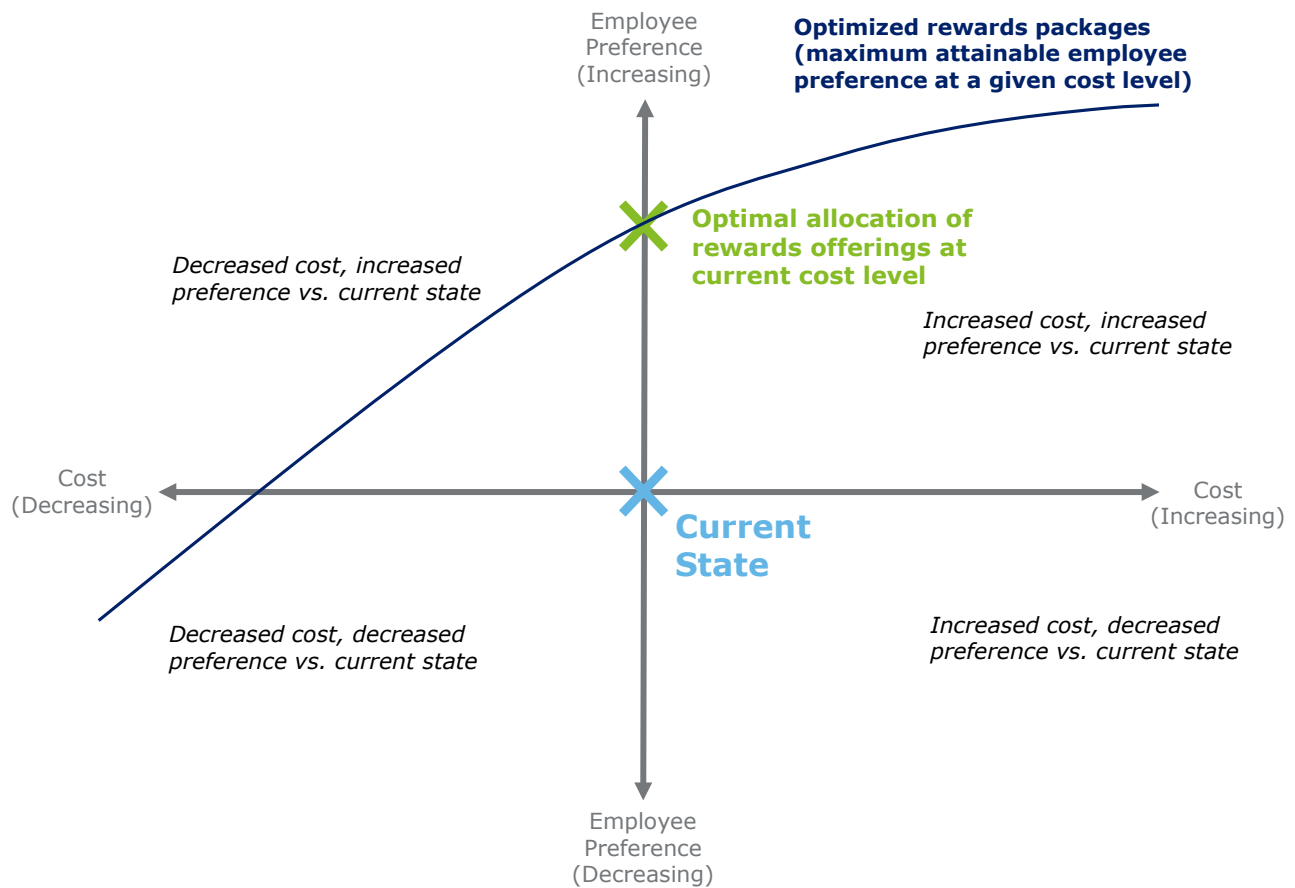 Employee
Preference
(Increasing)
Optimized rewards packages
(maximum attainable employee
preference at a given cost level)
Optimal allocation of
rewards offerings at
current cost level
Decreased cost, increased
preference vs. current state
Increased cost, increased
preference vs. current state
Cost
(Decreasing)
Cost
(Increasing)
Current
State
Decreased cost, decreased
preference vs. current state
Increased cost, decreased
preference vs. current state
Employee
Preference
(Decreasing)